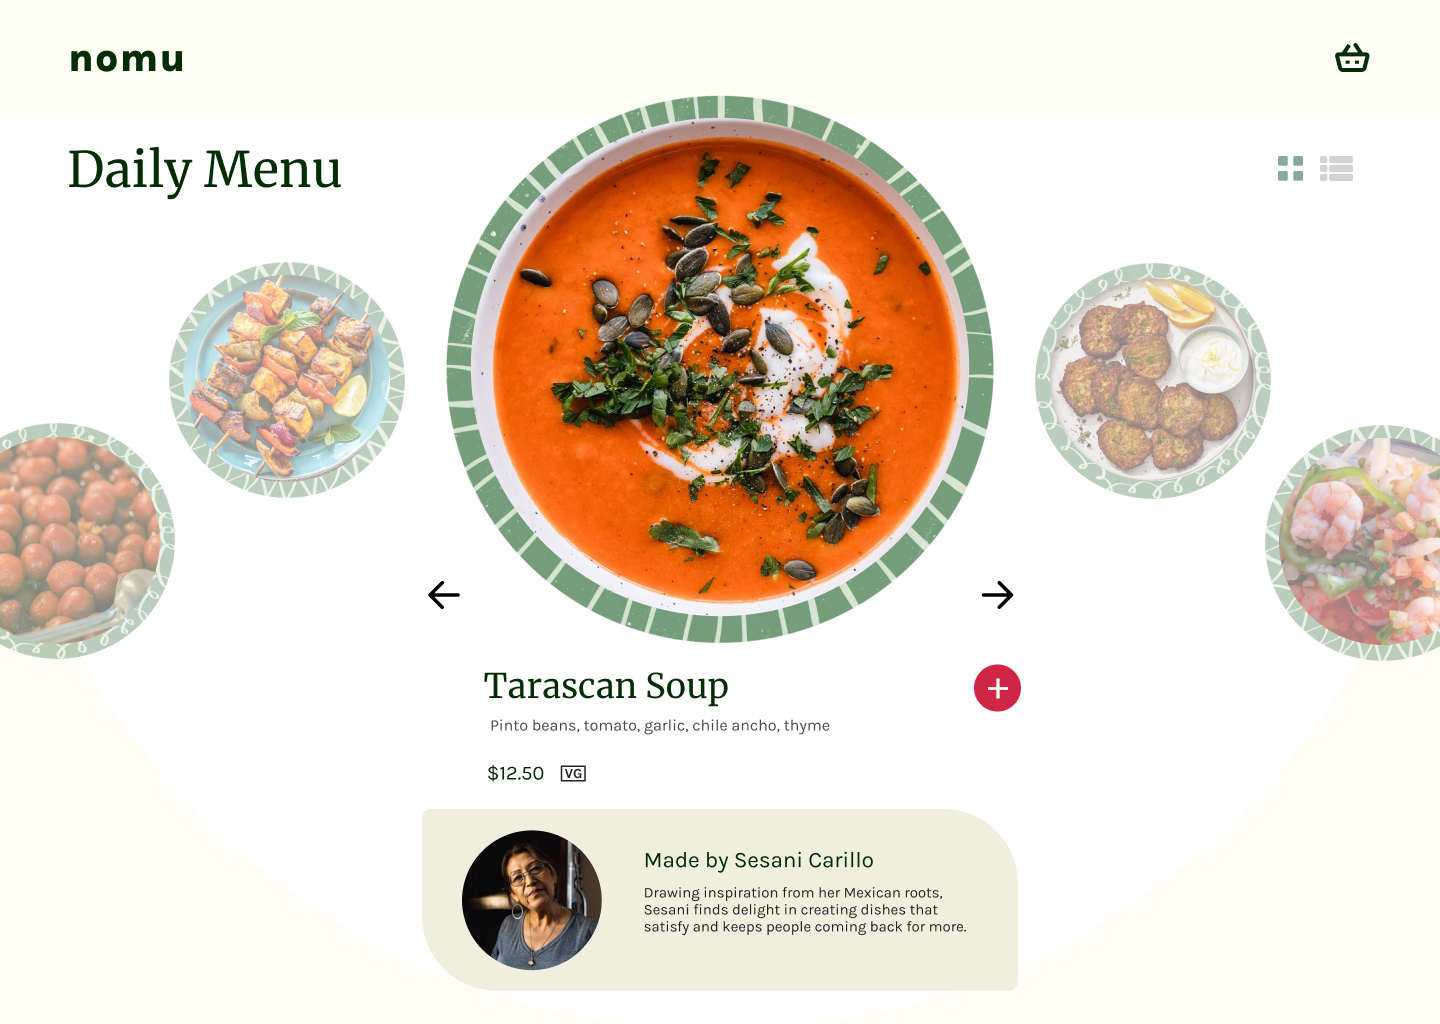 nomu
Daily Menu
Tarascan Soup
Pinto beans, tomato, garlic, chile ancho, thyme
$12.50 VG
Made by Sesani Carillo
Drawing inspiration from her Mexican roots,
Sesani finds delight in creating dishes that
satisfy and keeps people coming back for more.